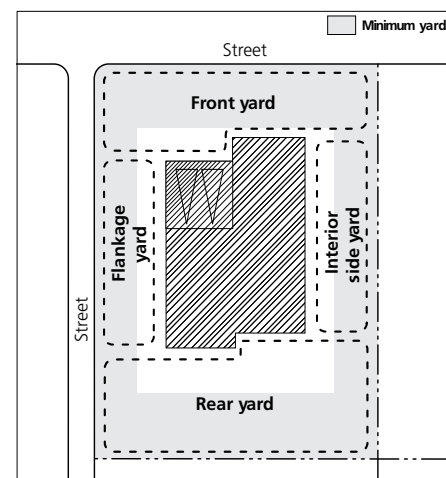 Minimum yard
Street
Front yard
Flankage
yard
Interior
side yard
Street
Rear yard